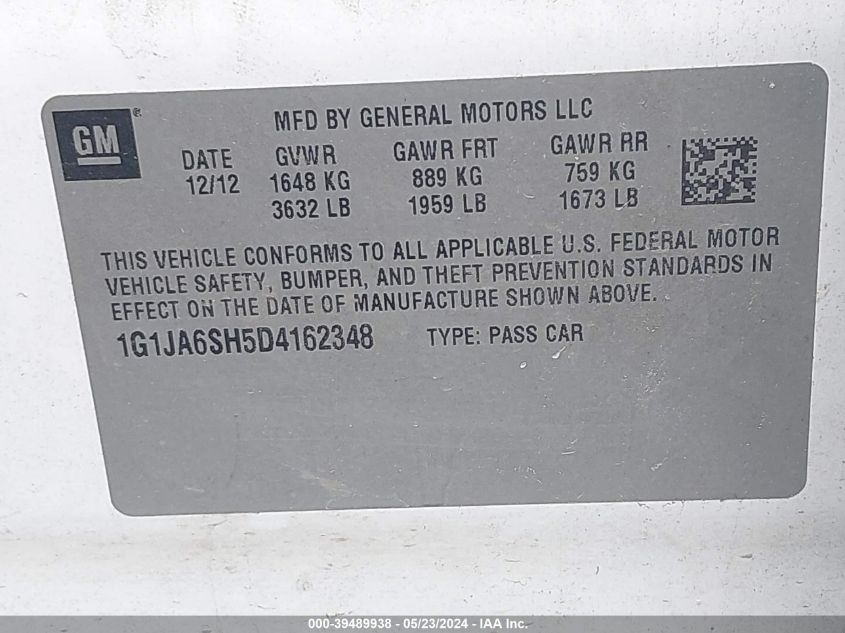 GM ®
MFD BY GENERAL MOTORS LLC
DATE GVWR GAWR FRT GAWR RR
12/12 1648 KG 889 KG 759 KG
3632 LB 1959 LB 1673 LB
THIS VEHICLE CONFORMS TO ALL APPLICABLE U.S. FEDERAL MOTOR
VEHICLE SAFETY, BUMPER, AND THEFT PREVENTION STANDARDS IN
EFFECT ON THE DATE OF MANUFACTURE SHOWN ABOVE.
1G1JA6SH5D4162348 TYPE: PASS CAR
000-39489938 - 05/23/2024 - IAA Inc.